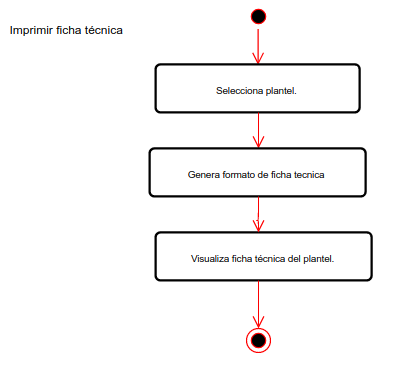 Imprimir ficha técnica
Selecciona plantel.
Genera formato de ficha tecnica
Visualiza ficha técnica del plantel.